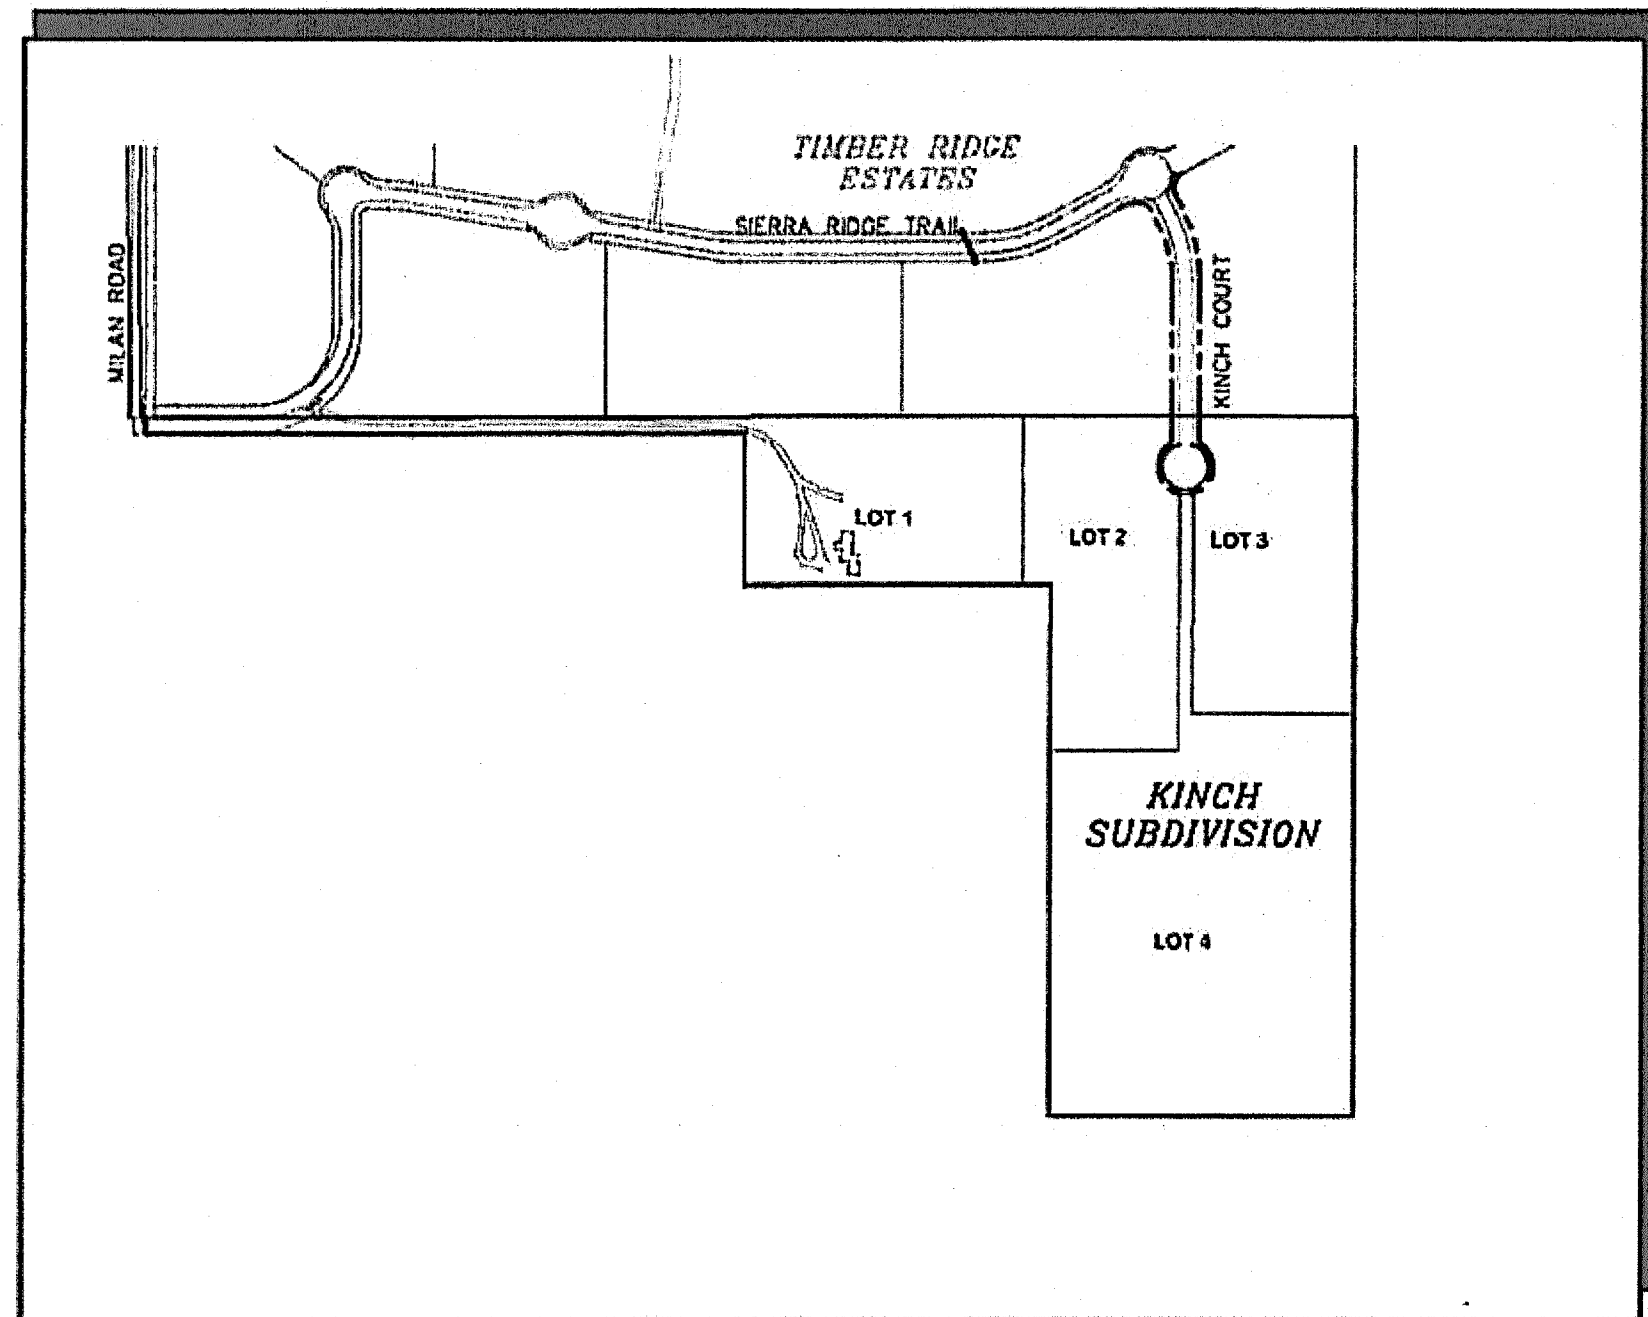 TIMBER RIDGE
ESTATES
SIERRA RIDGE TRAIL
MILAN ROAD
KINCH COURT
LOT 1
LOT 2
LOT 3
KINCH
SUBDIVISION
LOT 4